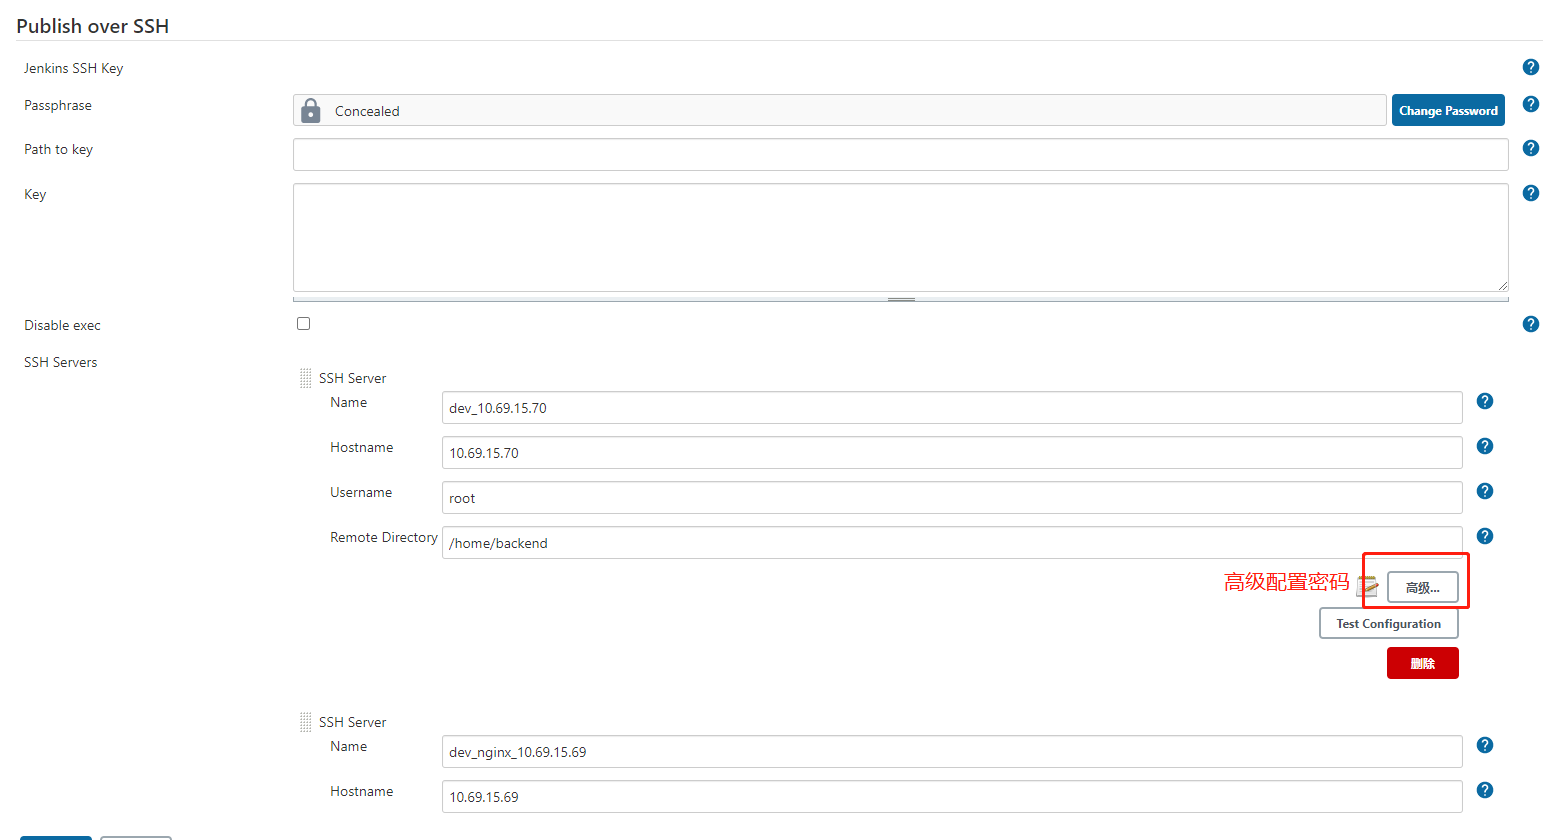 Publish over SSH
Jenkins SSH Key
Passphrase
Concealed
Change Password
Path to key
Key
Disable exec
SSH Servers
SSH Server
Name
dev_10.69.15.70
Hostname
10.69.15.70
Username
root
Remote Directory
/home/backend
高级配置密码
高级...
Test Configuration
删除
SSH Server
Name
dev_nginx_10.69.15.69
Hostname
10.69.15.69